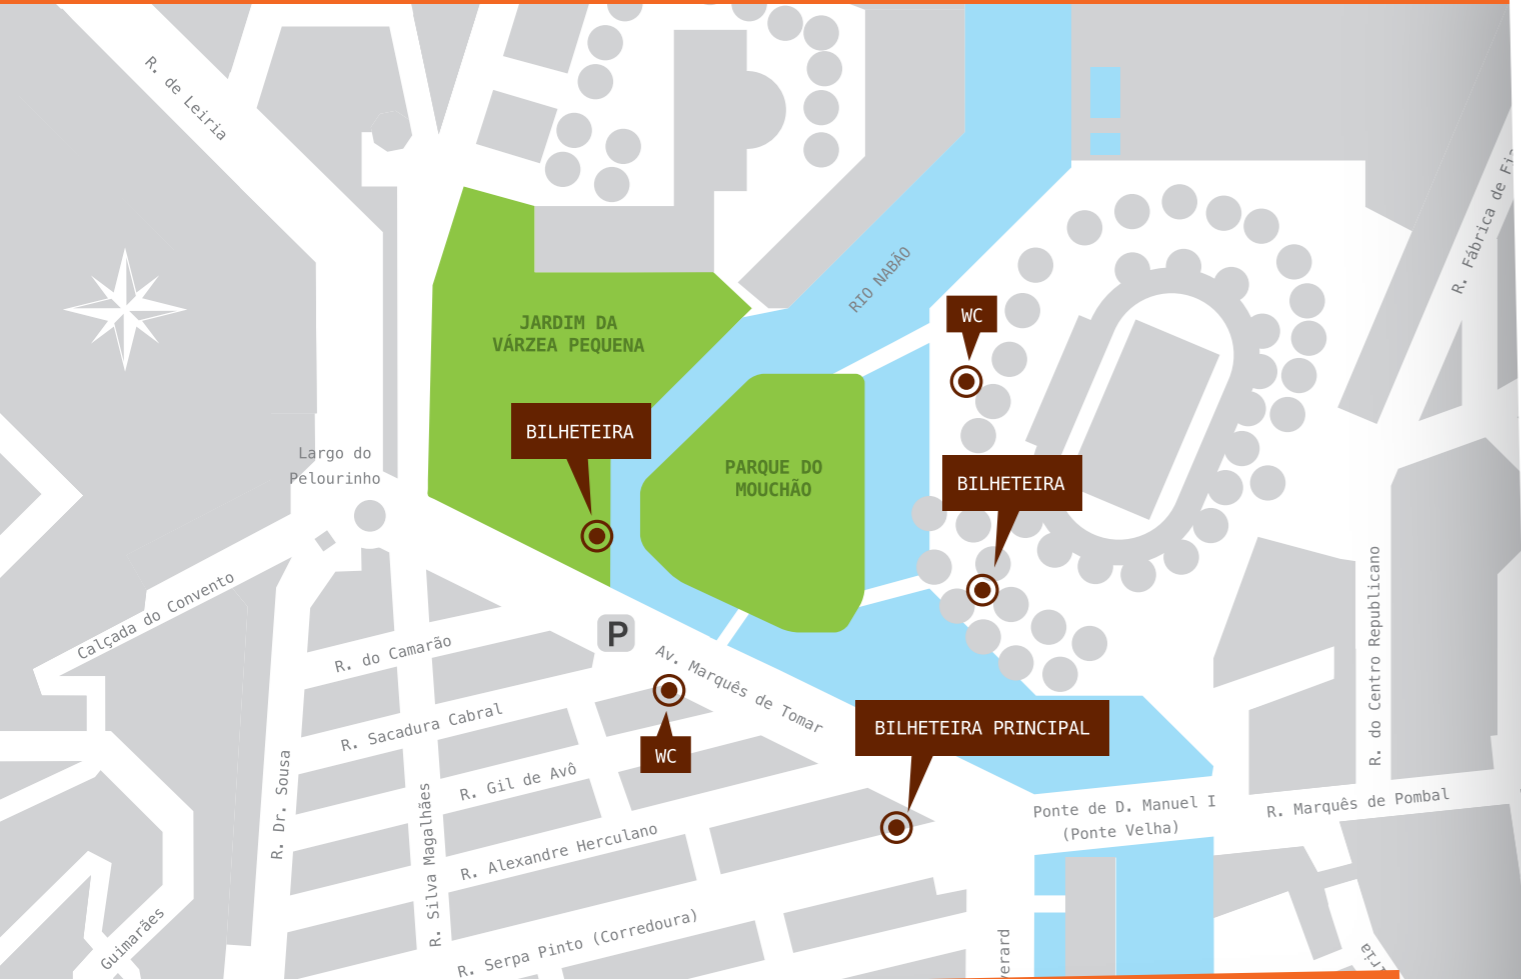 R. de Leiria
R. Fábrica de
RIO NABÃO
WC
JARDIM DA
VÁRZEA PEQUENA
BILHETEIRA
Largo do
Pelourinho
PARQUE DO
MOUCHÃO
BILHETEIRA
R. do Centro Republicano
Calçada do Convento
P
R. do Camarão
Av. Marquês de Tomar
R. Sacadura Cabral
BILHETEIRA PRINCIPAL
WC
R. Dr. Sousa
R. Gil de Avô
R. Silva Magalhães
Ponte de D. Manuel I
(Ponte Velha)
R. Marquês de Pombal
R. Alexandre Herculano
R. Serpa Pinto (Corredoura)
Guimarães